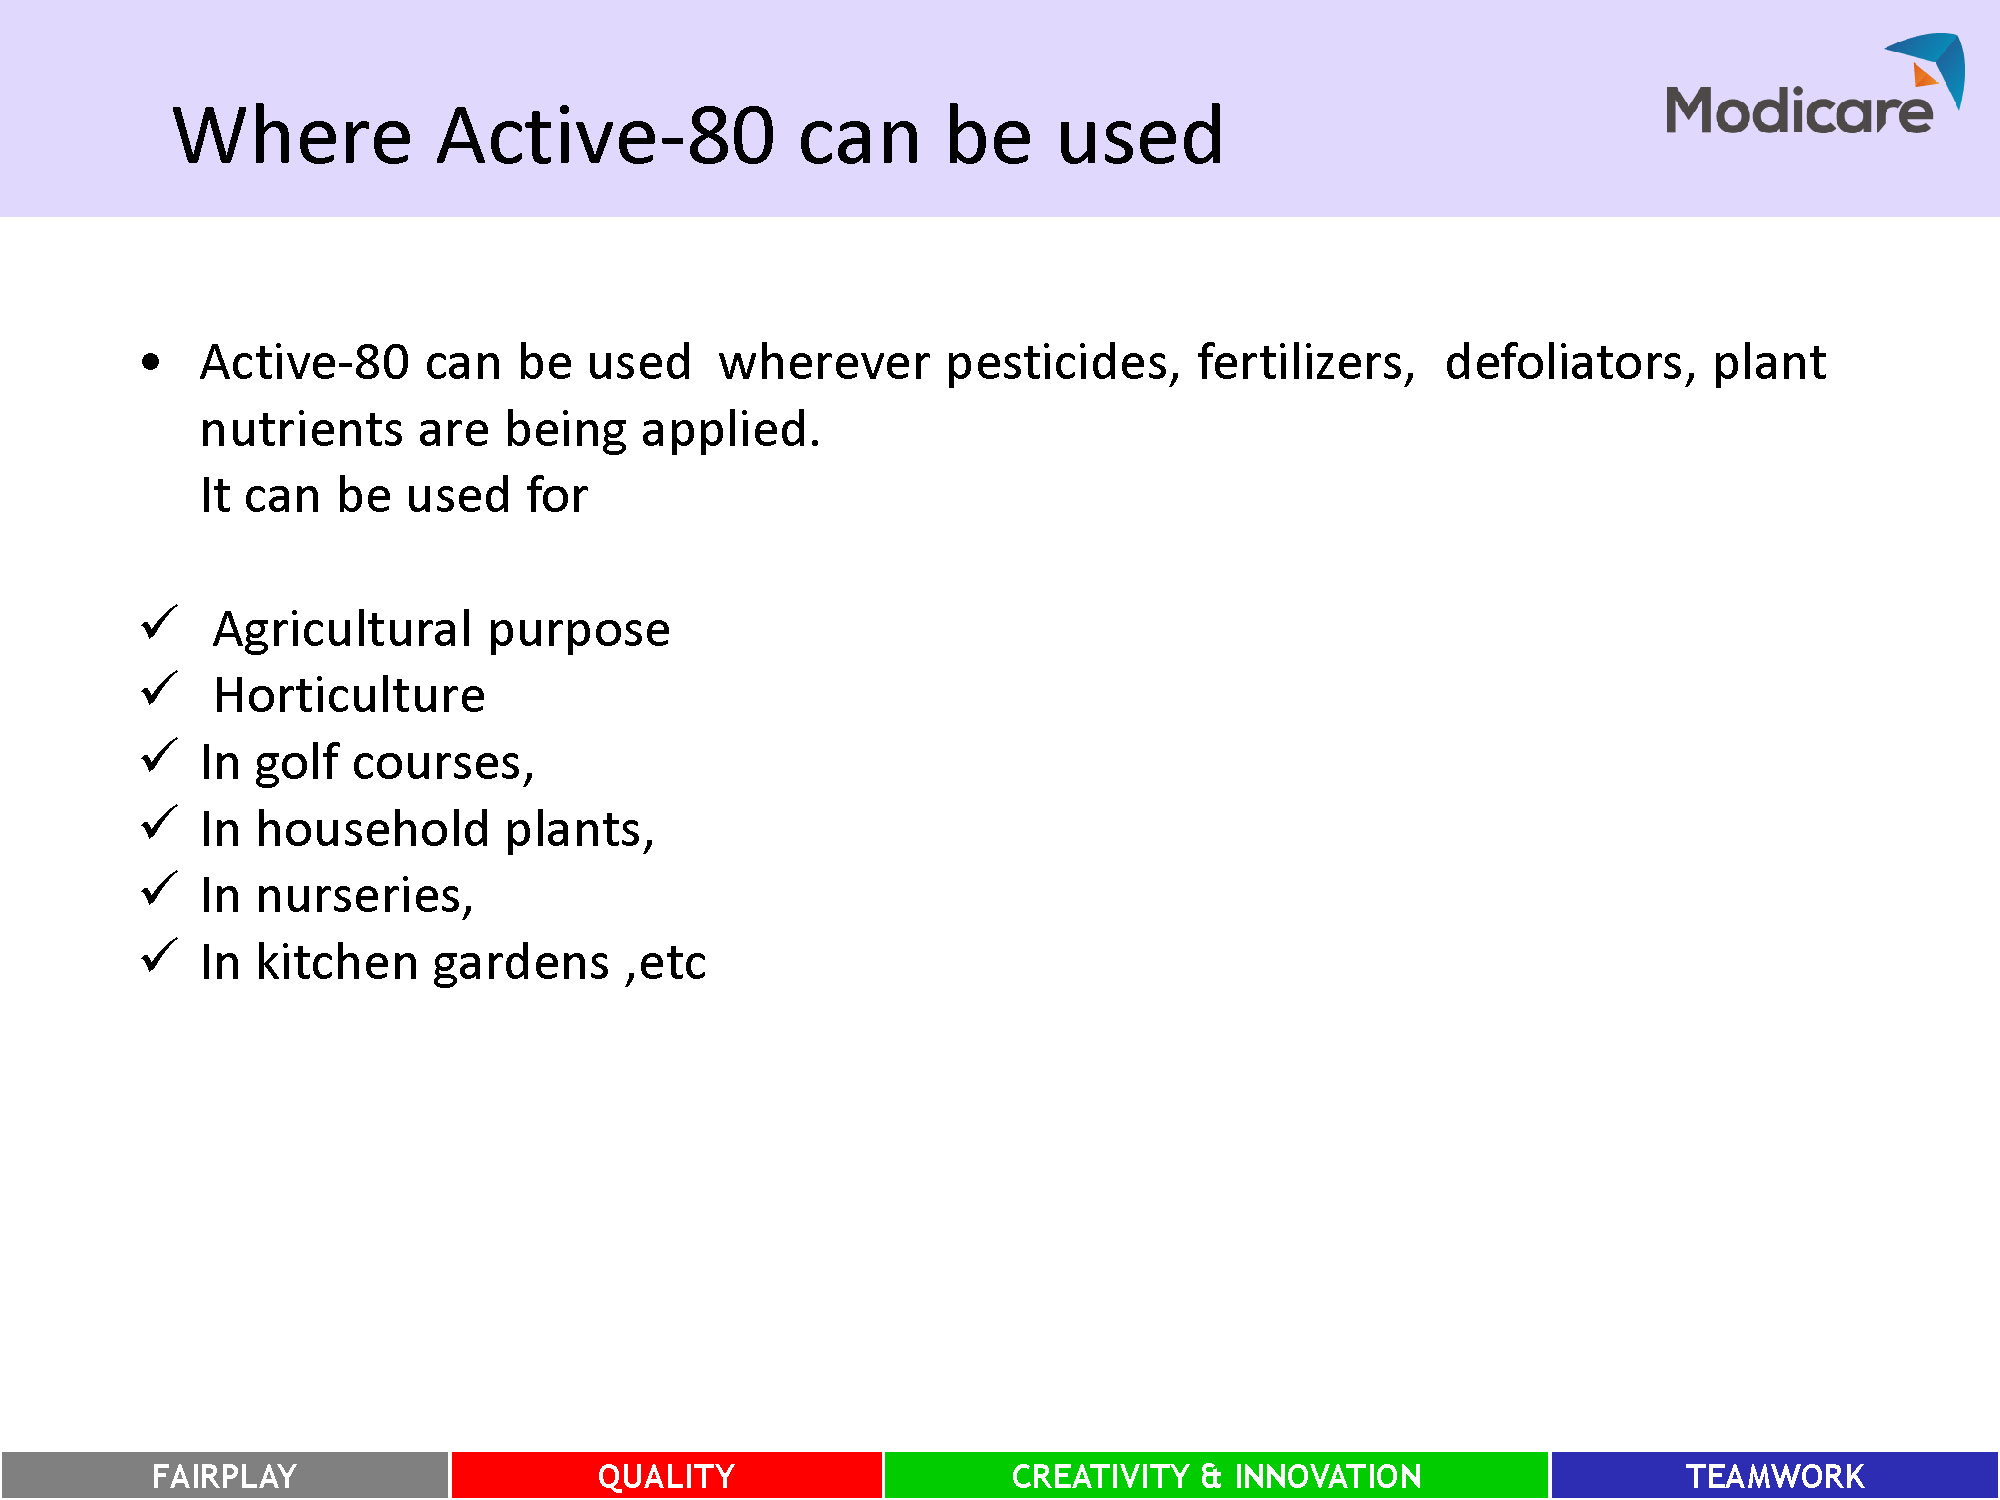 Where Active-80 can be used
Modicare
• Active-80 can be used wherever pesticides, fertilizers, defoliators, plant
nutrients are being applied.
It can be used for
✓ Agricultural purpose
✓ Horticulture
✓ In golf courses,
✓ In household plants,
✓ In nurseries,
✓ In kitchen gardens ,etc
FAIRPLAY
QUALITY
CREATIVITY & INNOVATION
TEAMWORK